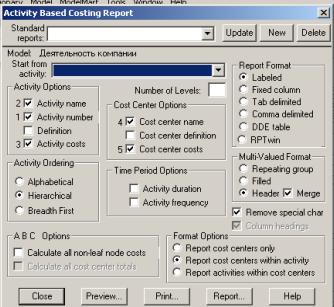 ionary Model ModelMart Tools Window Help
Activity Based Costing Report
Standard reports:
Update New Delete
Model: Деятельность компании
Start from activity:
Number of Levels:
Activity Options
2 Activity name
1 Activity number
Definition
3 Activity costs
Cost Center Options
4 Cost center name
Cost center definition
5 Cost center costs
Report Format
Labeled
Fixed column
Tab delimited
Comma delimited
DDE table
RPTwin
Activity Ordering
Alphabetical
Hierarchical
Breadth First
Time Period Options
Activity duration
Activity frequency
Multi-Valued Format
Repeating group
Filled
Header Merge
Remove special char
Column headings
A B C Options
Calculate all non-leaf node costs
Calculate all cost center totals
Format Options
Report cost centers only
Report cost centers within activity
Report activities within cost centers
Close Preview... Print... Report... Help